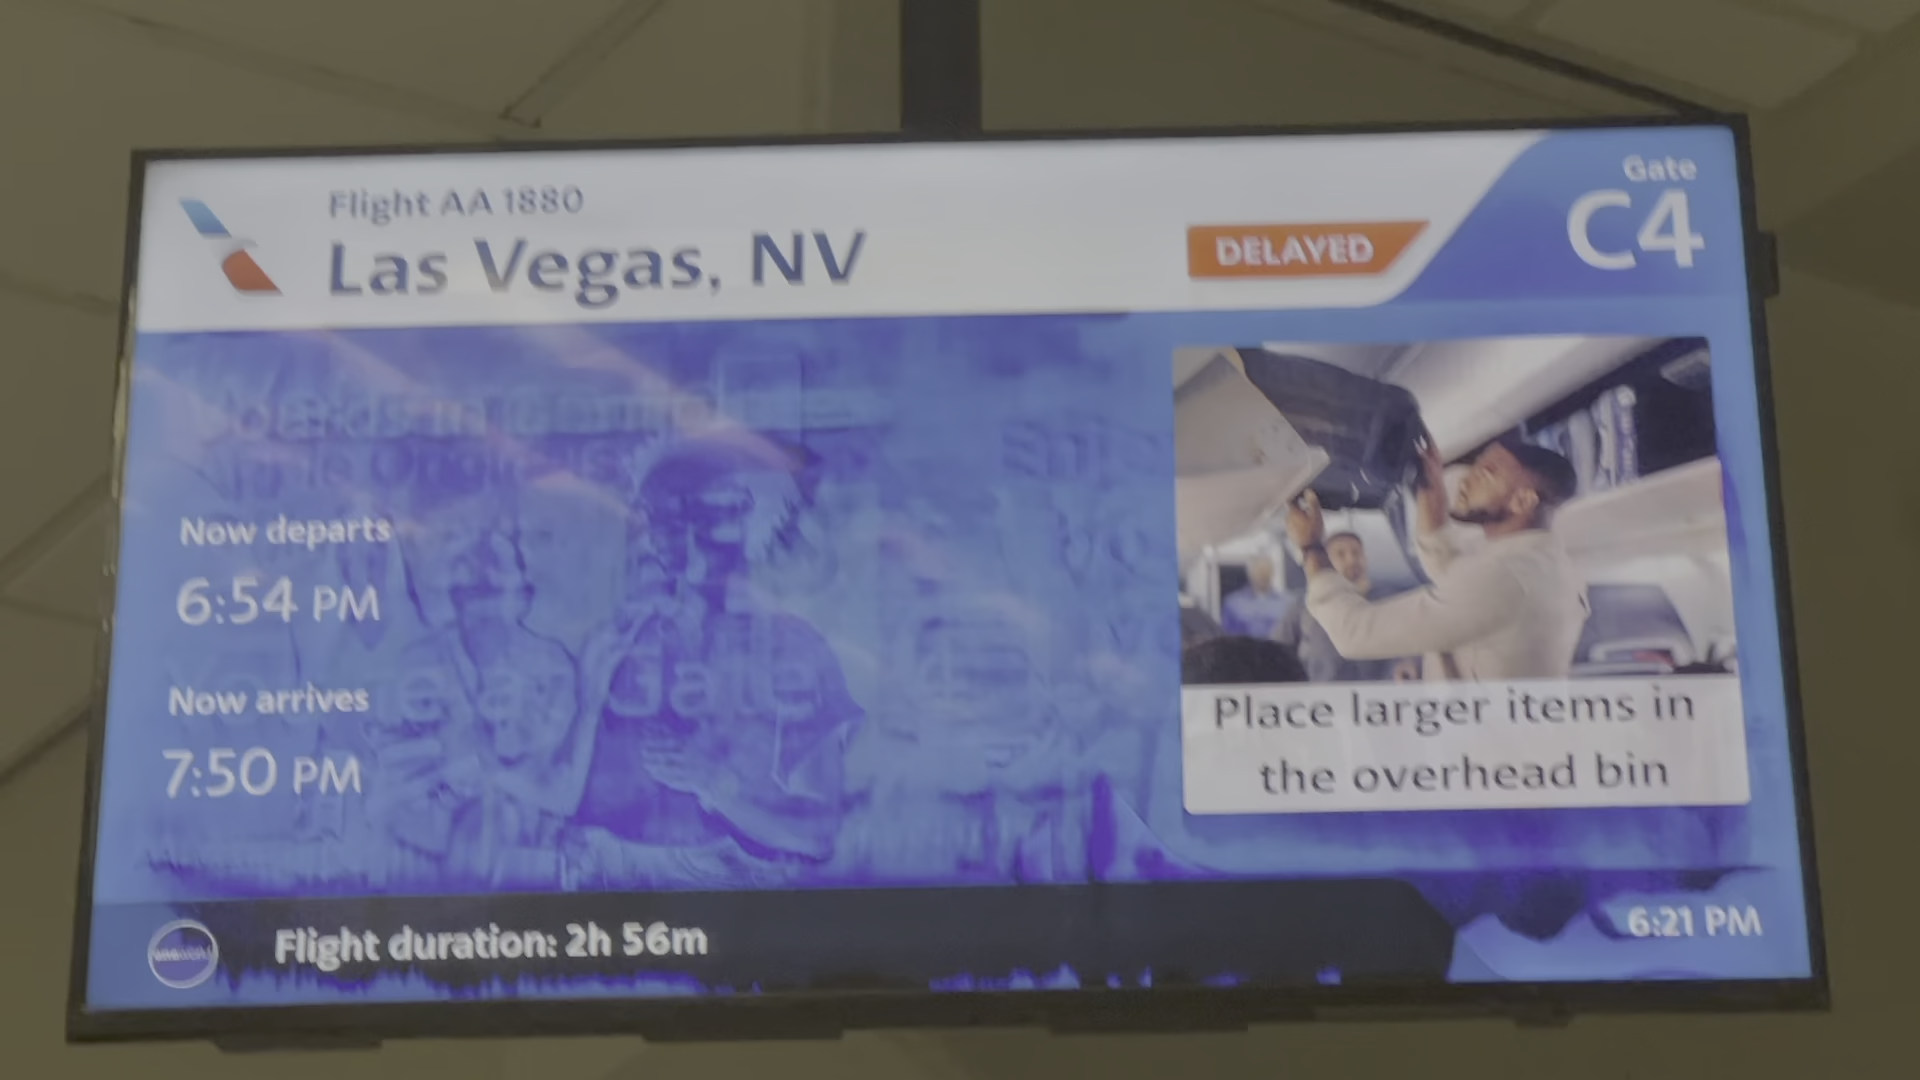 Flight AA 1880
Las Vegas, NV
DELAYED
Gate
C4
Now departs
6:54 PM
Now arrives
7:50 PM
Place larger items in
the overhead bin
Flight duration: 2h 56m
6:21 PM